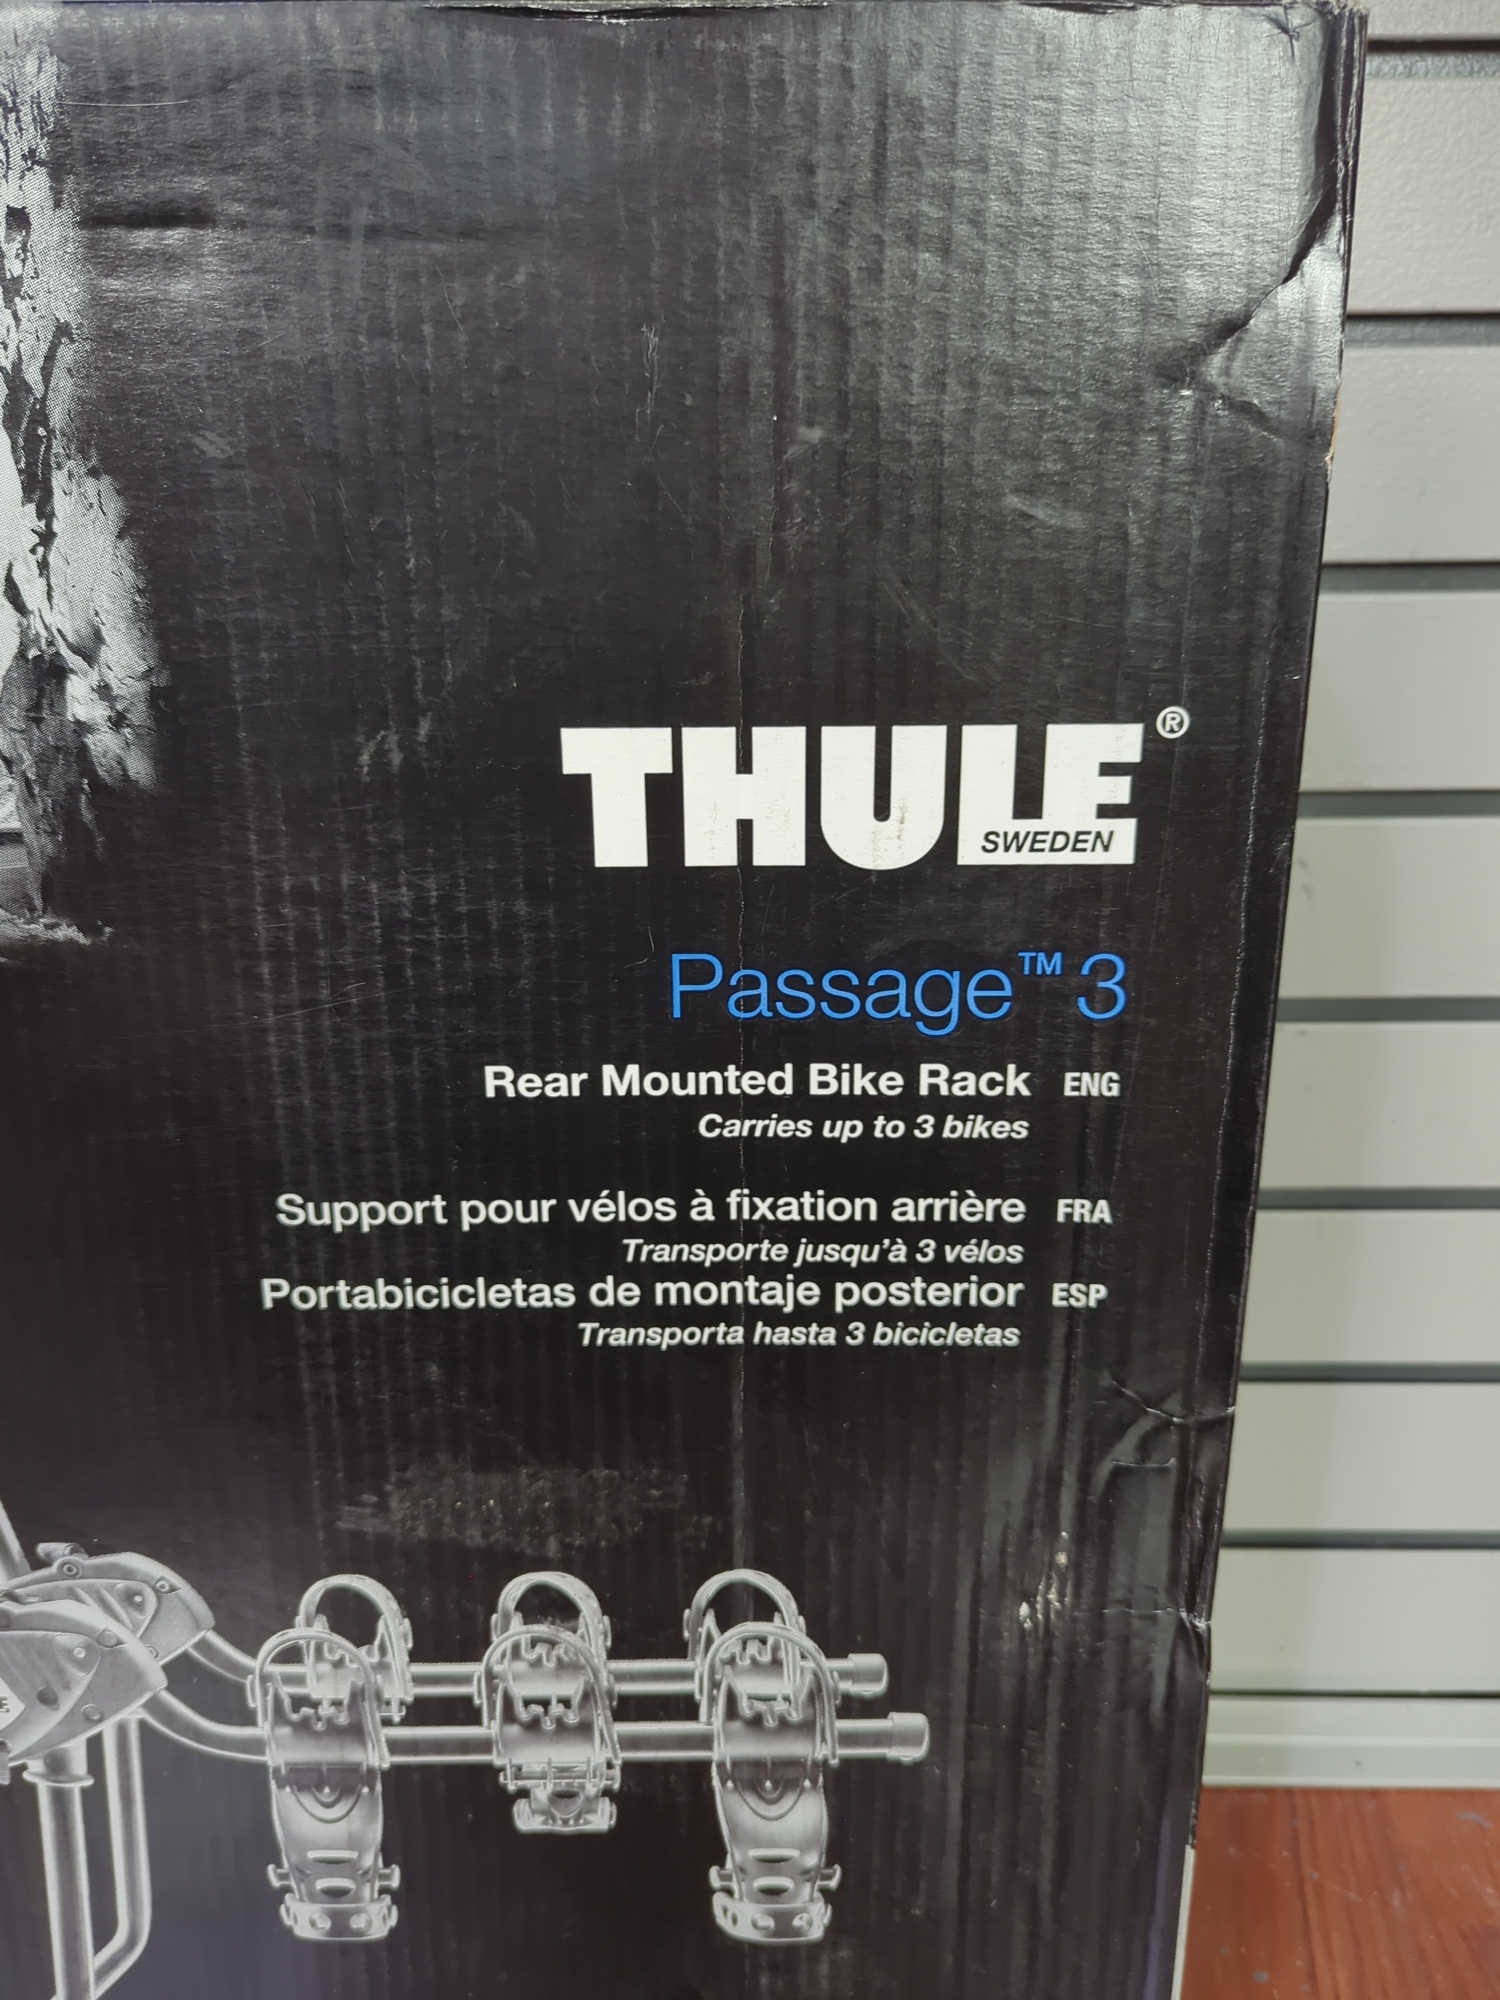 THULE®
SWEDEN
Passage™ 3
Rear Mounted Bike Rack ENG
Carries up to 3 bikes
Support pour vélos à fixation arrière FRA
Transporte jusqu'à 3 vélos
Portabicicletas de montaje posterior ESP
Transporta hasta 3 bicicletas